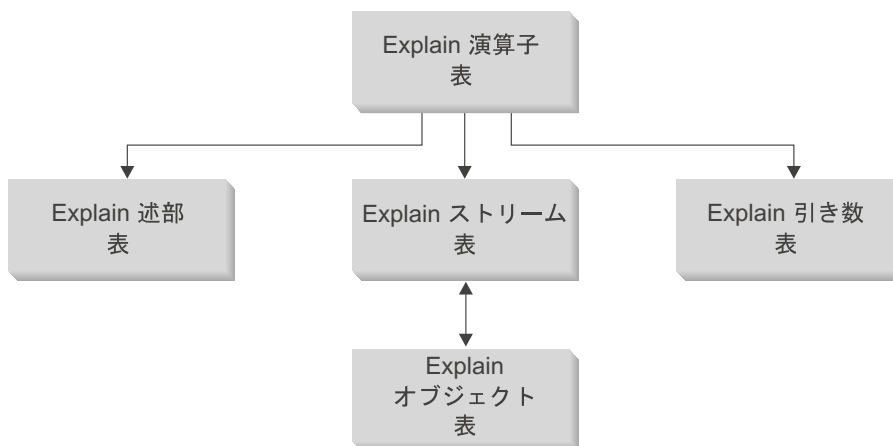 Explain 演算子
表
Explain 述部
表
Explain ストリーム
表
Explain 引き数
表
Explain
オブジェクト
表